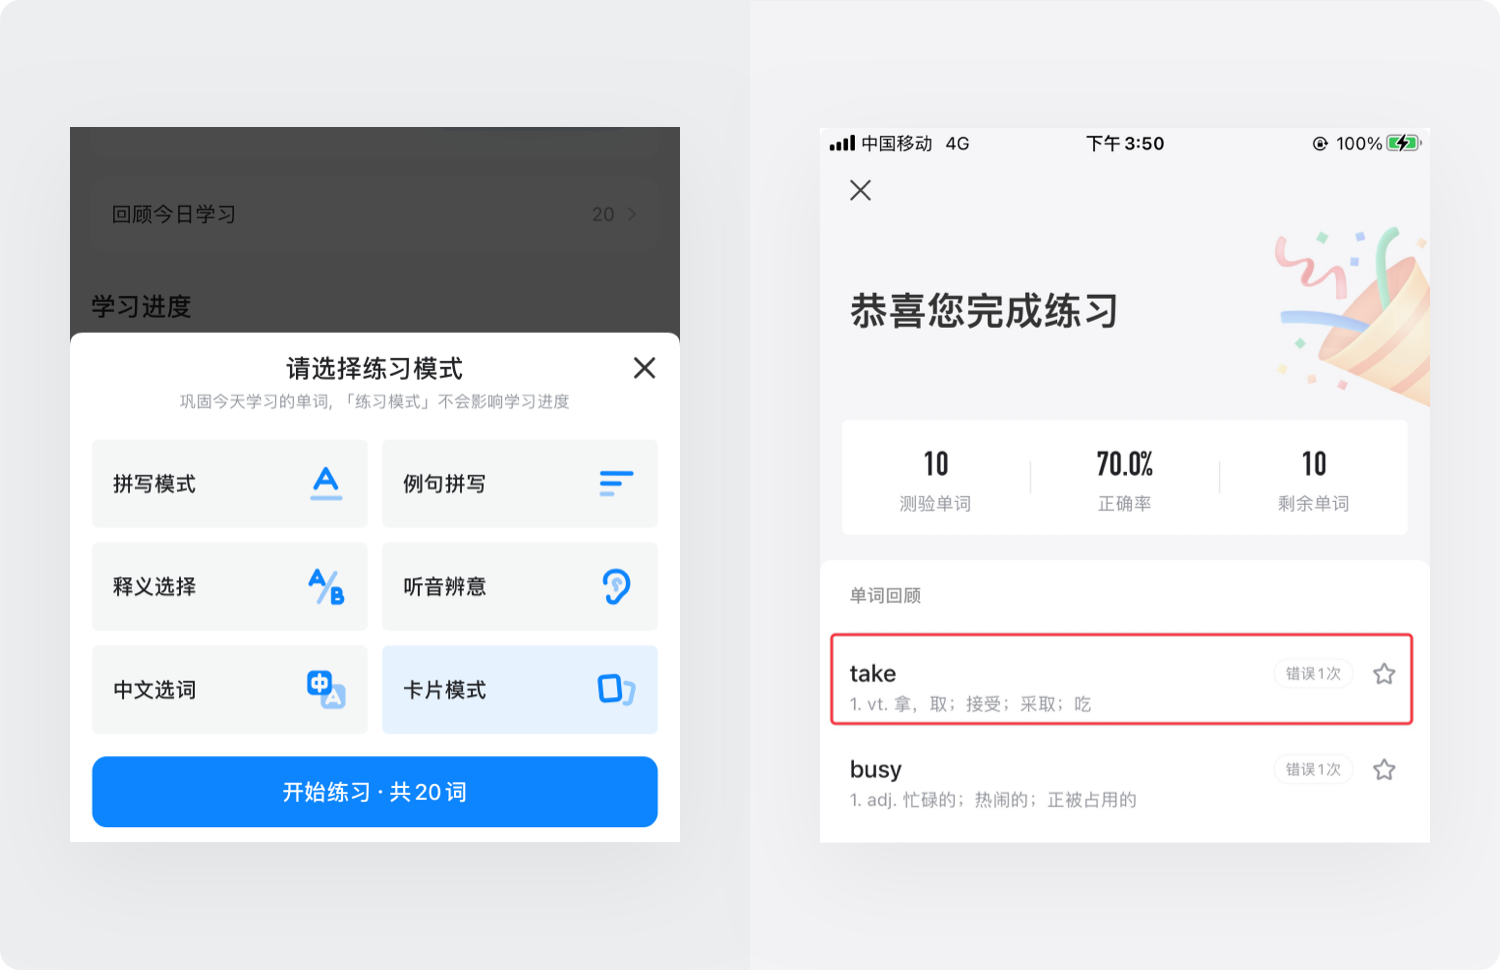 回顾今日学习
20
学习进度
请选择练习模式
巩固今天学习的单词,「练习模式」不会影响学习进度
拼写模式
例句拼写
释义选择
听音辨意
中文选词
卡片模式
开始练习 · 共20词
中国移动 4G
下午3:50
100%
恭喜您完成练习
10
测验单词
70.0%
正确率
10
剩余单词
单词回顾
take
错误1次
1. vt. 拿，取；接受；采取；吃
busy
错误1次
1. adj. 忙碌的；热闹的；正被占用的